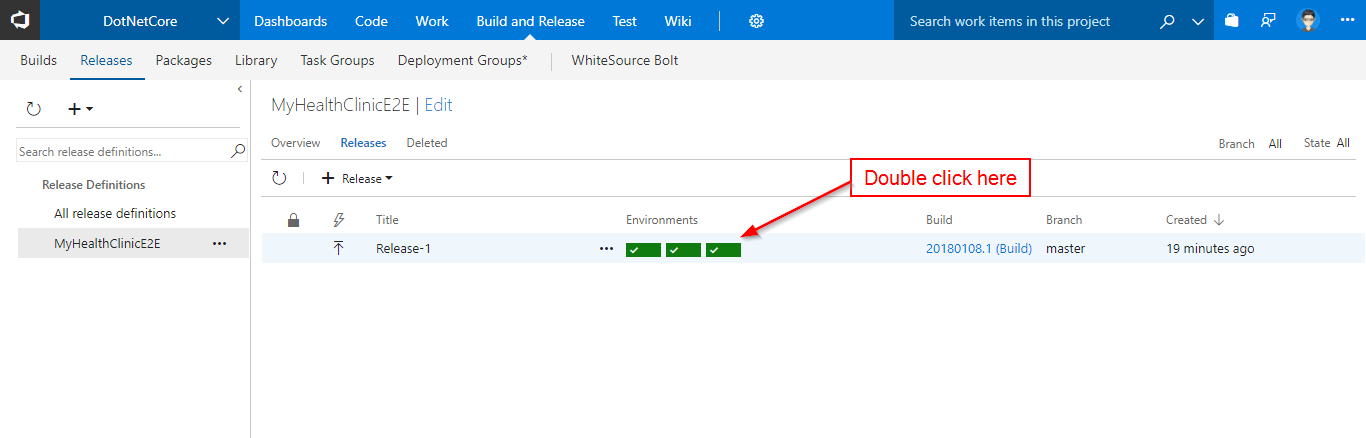 DotNetCore Dashboards Code Work Build and Release Test Wiki Search work items in this project
Builds Releases Packages Library Task Groups Deployment Groups* WhiteSource Bolt
MyHealthClinicE2E | Edit
Overview Releases Deleted Branch All State All
Search release definitions...
Release Definitions
All release definitions
MyHealthClinicE2E
Release
Double click here
Title Environments Build Branch Created
Release-1 20180108.1 (Build) master 19 minutes ago